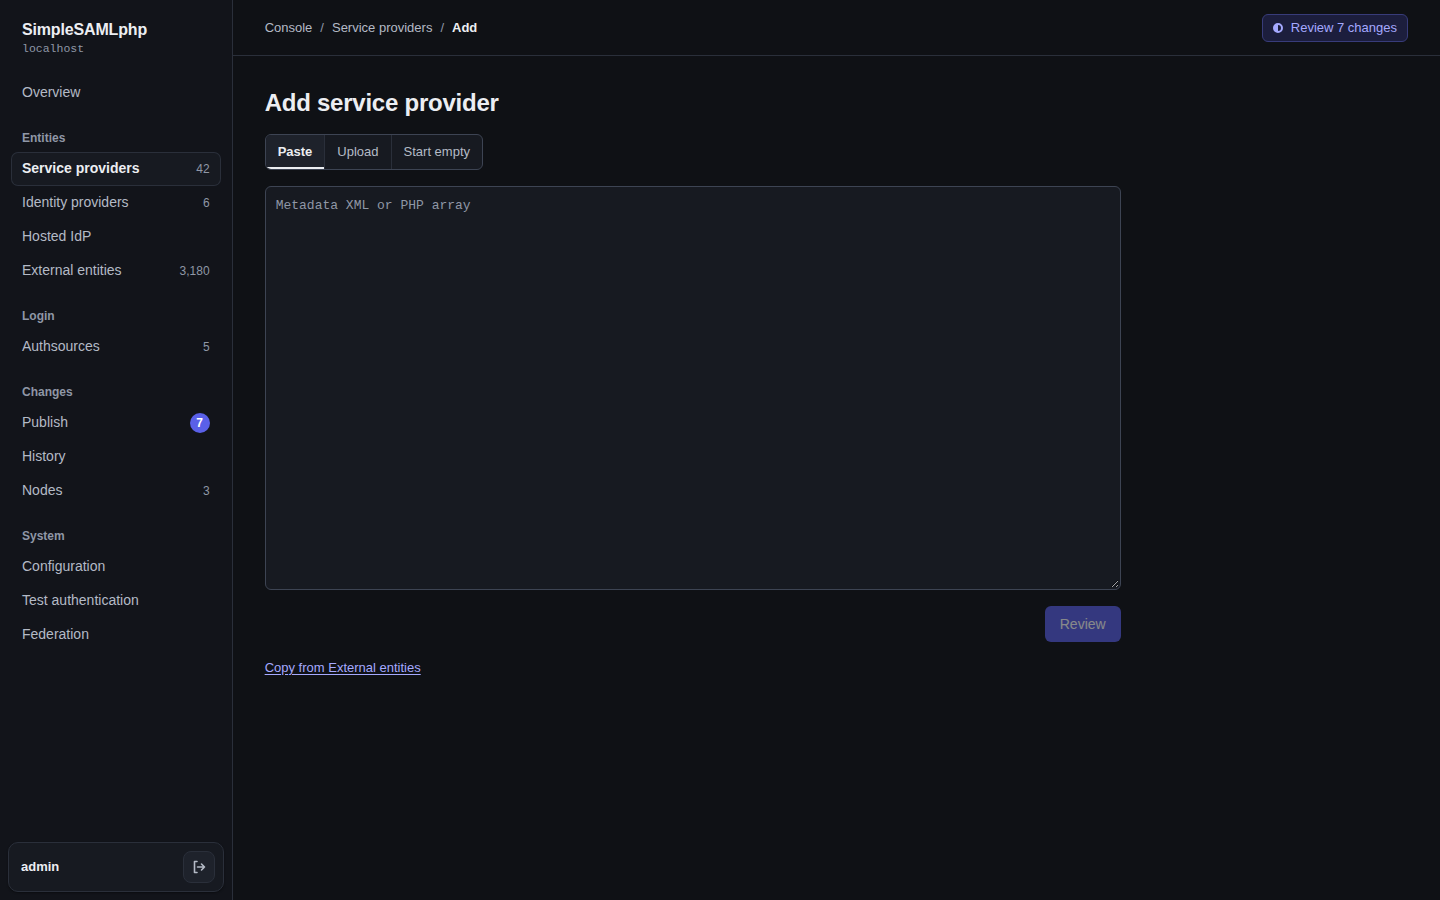 SimpleSAMLphp
localhost
Overview
Entities
Service providers 42
Identity providers 6
Hosted IdP
External entities 3,180
Login
Authsources 5
Changes
Publish 7
History
Nodes 3
System
Configuration
Test authentication
Federation
admin
Console / Service providers / Add
Review 7 changes
Add service provider
Paste Upload Start empty
Metadata XML or PHP array
Review
Copy from External entities